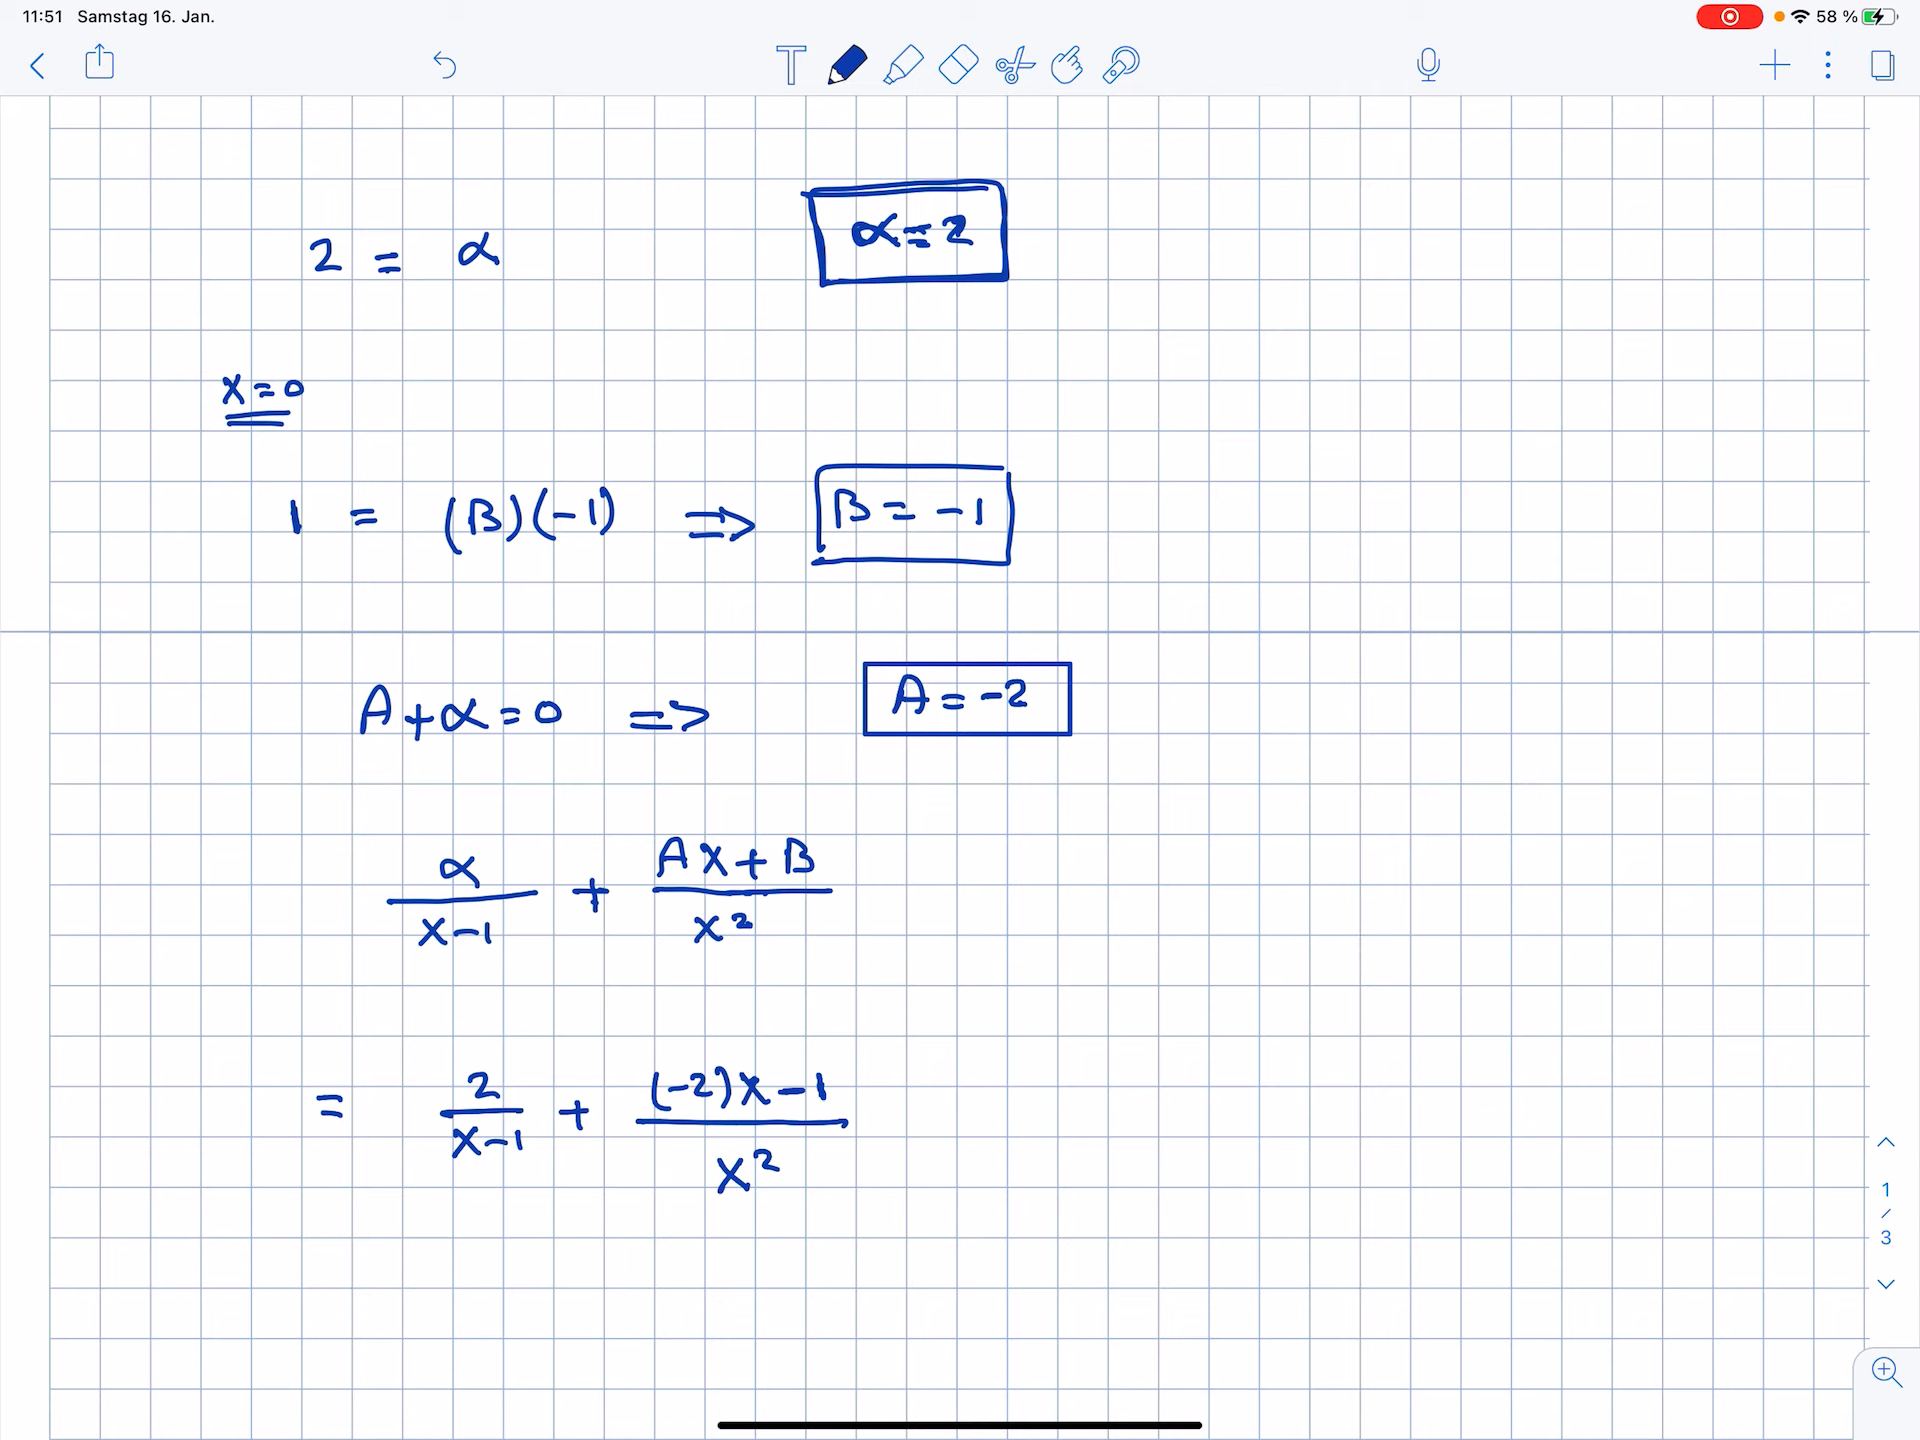 11:51 Samstag 16. Jan. 58 %
T
2 = α α = 2
x = 0
1 = (B)(-1) ⇒ B = -1
A + α = 0 => A = -2
α/(x-1) + (Ax + B)/x²
= 2/(x-1) + ((-2)x - 1)/x²
1
/
3